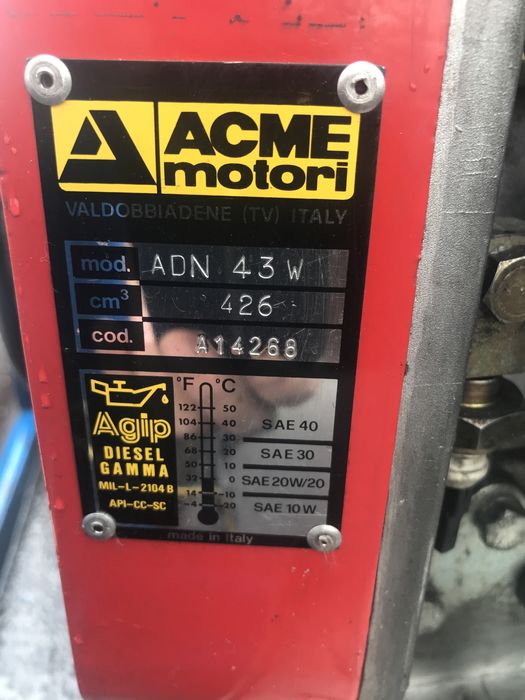 ACME
motori
VALDOBBIADENE (TV) ITALY
mod. ADN 43 W
cm³ 426
cod. A14268
°F °C
122 50
104 40 SAE 40
86 30
68 20 SAE 30
50 10
32 0 SAE 20W/20
14 -10
-4 -20 SAE 10W
Agip
DIESEL
GAMMA
MIL-L-2104 B
API-CC-SC
made in Italy